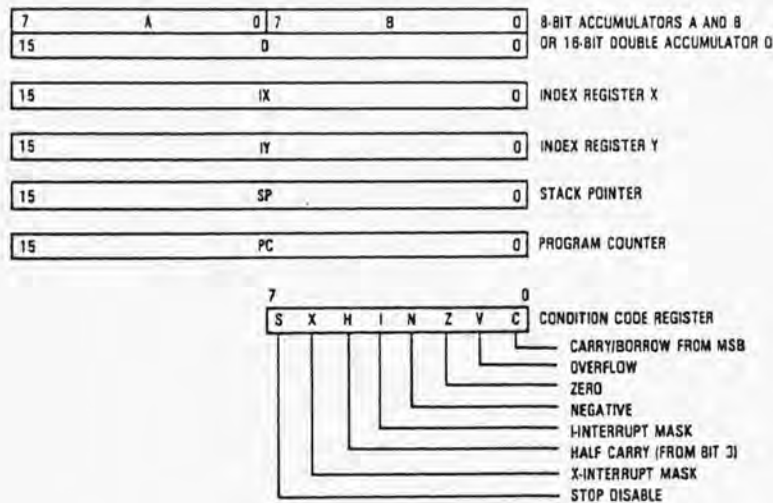 7 A 0 7 B 0 8-BIT ACCUMULATORS A AND B
15 D 0 OR 16-BIT DOUBLE ACCUMULATOR D
15 IX 0 INDEX REGISTER X
15 IY 0 INDEX REGISTER Y
15 SP 0 STACK POINTER
15 PC 0 PROGRAM COUNTER
7 0
S X H I N Z V C CONDITION CODE REGISTER
CARRY/BORROW FROM MSB
OVERFLOW
ZERO
NEGATIVE
I-INTERRUPT MASK
HALF CARRY (FROM BIT 3)
X-INTERRUPT MASK
STOP DISABLE